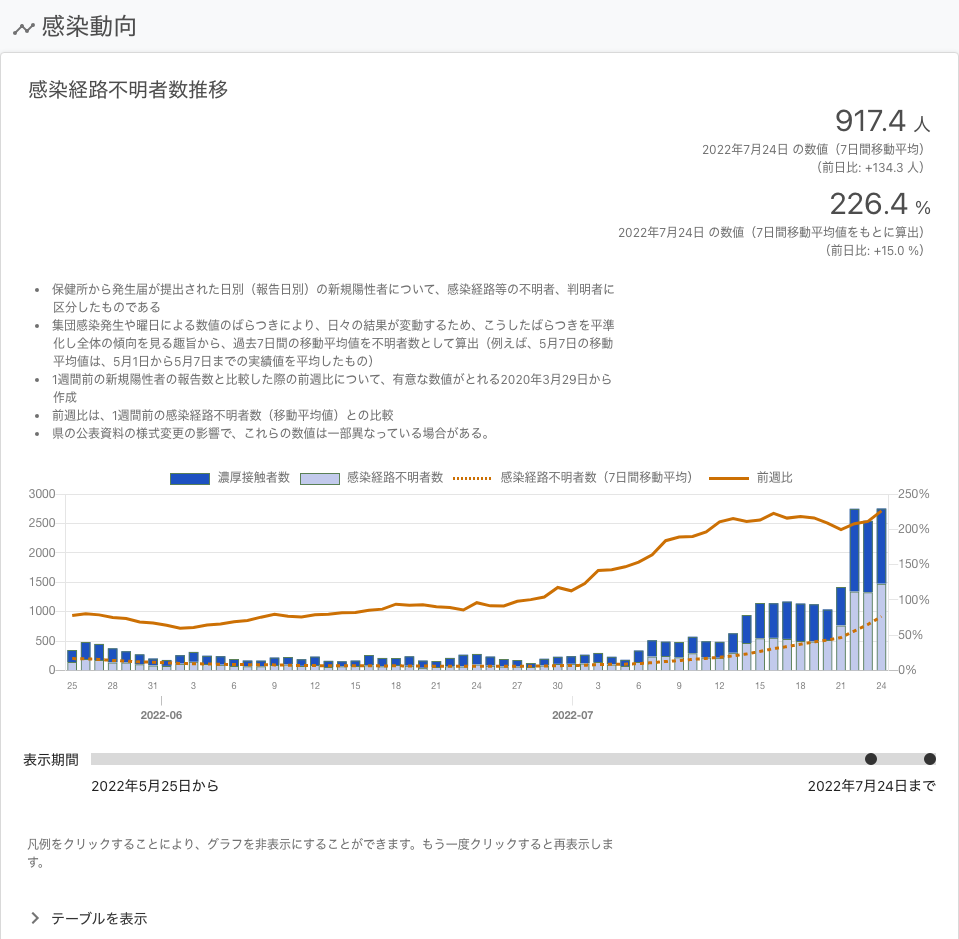 感染動向
感染経路不明者数推移
917.4 人
2022年7月24日 の数値（7日間移動平均）
（前日比: +134.3 人）
226.4 %
2022年7月24日 の数値（7日間移動平均値をもとに算出）
（前日比: +15.0 %）
• 保健所から発生届が提出された日別（報告日別）の新規陽性者について、感染経路等の不明者、判明者に
区分したものである
• 集団感染発生や曜日による数値のばらつきにより、日々の結果が変動するため、こうしたばらつきを平準
化し全体の傾向を見る趣旨から、過去7日間の移動平均値を不明者数として算出（例えば、5月7日の移動
平均値は、5月1日から5月7日までの実績値を平均したもの）
• 1週間前の新規陽性者の報告数と比較した際の前週比について、有意な数値がとれる2020年3月29日から
作成
• 前週比は、1週間前の感染経路不明者数（移動平均値）との比較
• 県の公表資料の様式変更の影響で、これらの数値は一部異なっている場合がある。
濃厚接触者数 感染経路不明者数 感染経路不明者数（7日間移動平均） 前週比
3000 250%
2500
200%
2000
150%
1500
1000 100%
500 50%
0 0%
25 28 31 3 6 9 12 15 18 21 24 27 30 3 6 9 12 15 18 21 24
2022-06 2022-07
表示期間
2022年5月25日から 2022年7月24日まで
凡例をクリックすることにより、グラフを非表示にすることができます。もう一度クリックすると再表示しま
す。
テーブルを表示